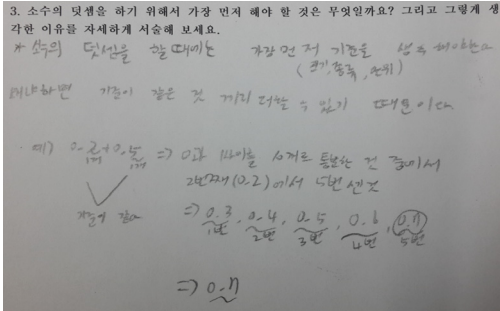 3. 소수의 덧셈을 하기 위해서 가장 먼저 해야 할 것은 무엇일까요? 그리고 그렇게 생
각한 이유를 자세하게 서술해 보세요.
* 소수의 덧셈을 할 때에는 가장 먼저 기준을 생각해야한다
(크기, 종류, 단위)
왜냐하면 기준이 같은 것 끼리 더할 수 있기 때문이다
예) 0.2+0.5 => 0과 1사이를 10개로 통분한 건 중에서
2번째(0.2)에서 5번 센것
기준이 같다
=> 0.3, 0.4, 0.5, 0.6, 0.7
1번 2번 3번 4번 5번
=> 0.7